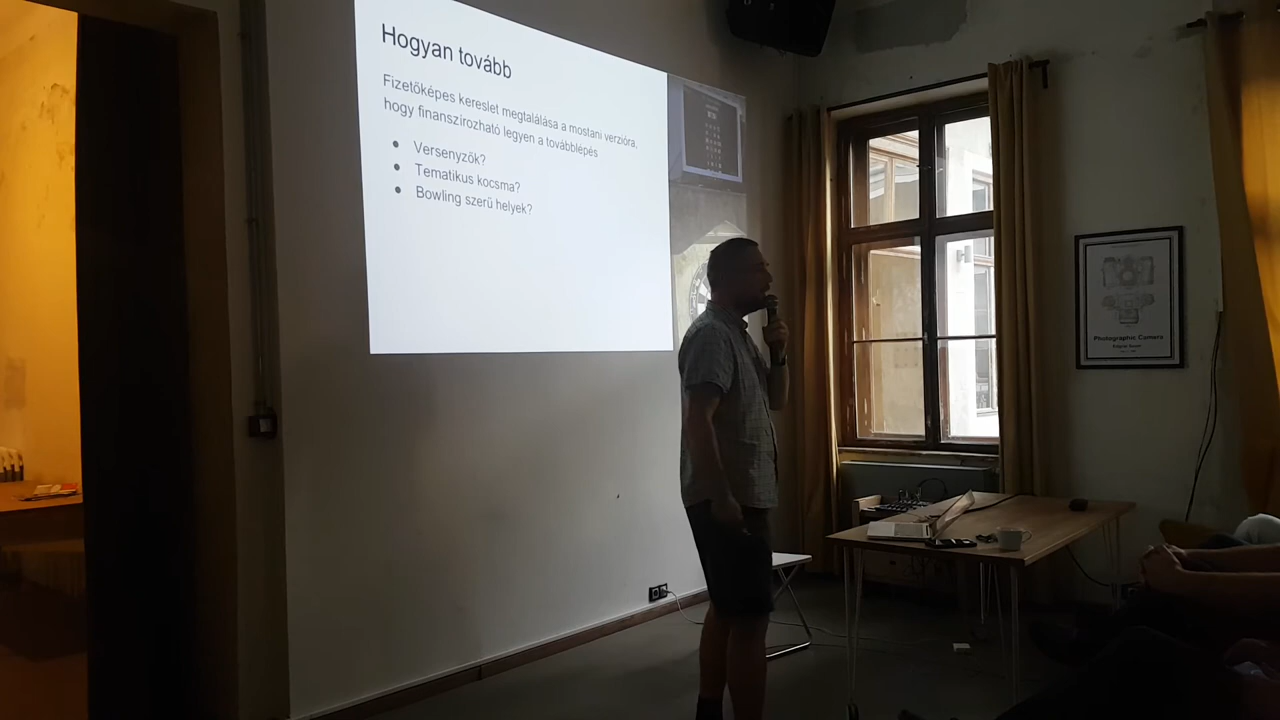 Hogyan tovább
Fizetőképes kereslet megtalálása a mostani verzióra,
hogy finanszírozható legyen a továbblépés
Versenyzők?
Tematikus kocsma?
Bowling szerű helyek?
Photographic Camera